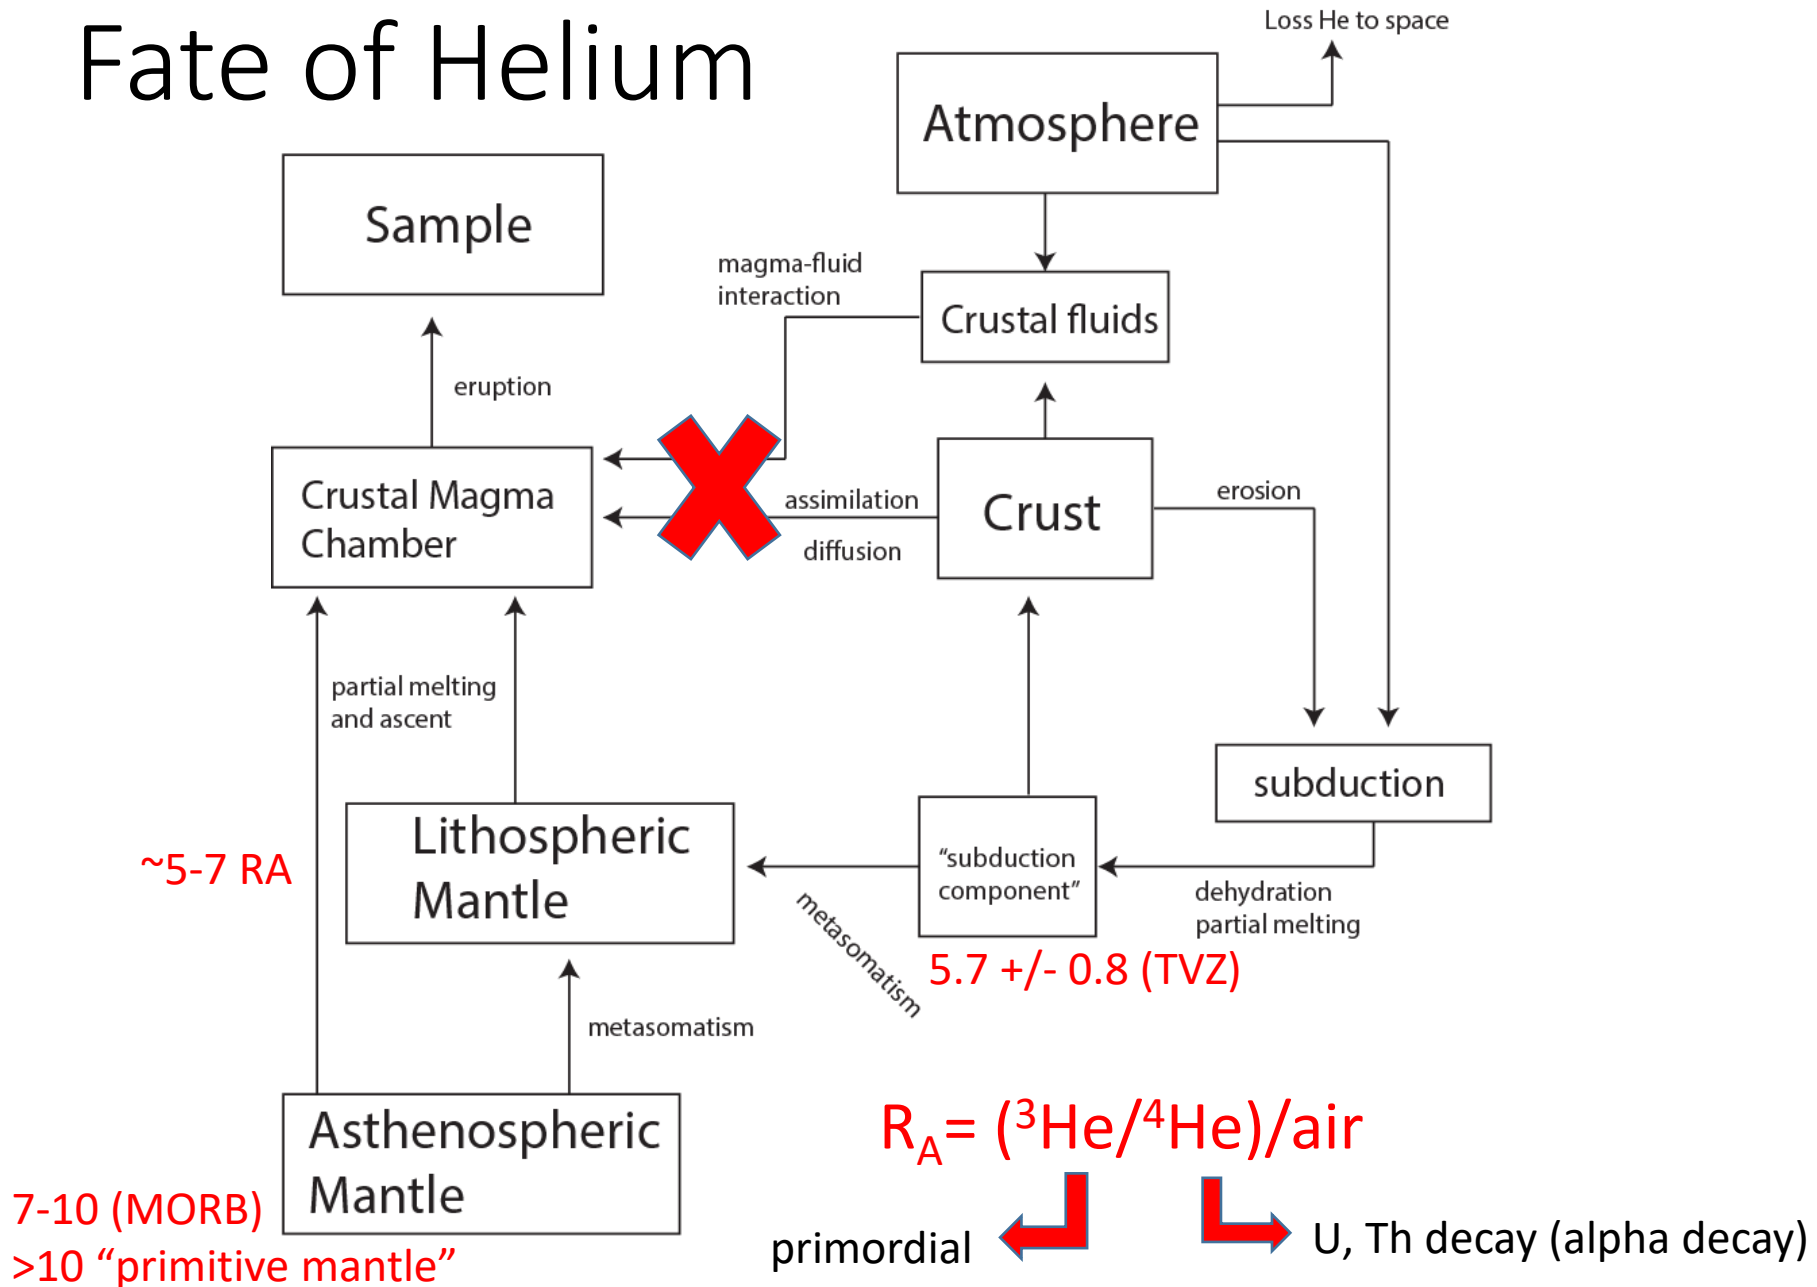 Fate of Helium
Loss He to space
Atmosphere
Sample
magma-fluid
interaction
Crustal fluids
eruption
Crustal Magma
Chamber
assimilation
diffusion
Crust
erosion
partial melting
and ascent
subduction
Lithospheric
Mantle
~5-7 RA
"subduction
component"
dehydration
partial melting
metasomatism
5.7 +/- 0.8 (TVZ)
metasomatism
Asthenospheric
Mantle
R_A= (³He/⁴He)/air
7-10 (MORB)
>10 “primitive mantle”
primordial
U, Th decay (alpha decay)